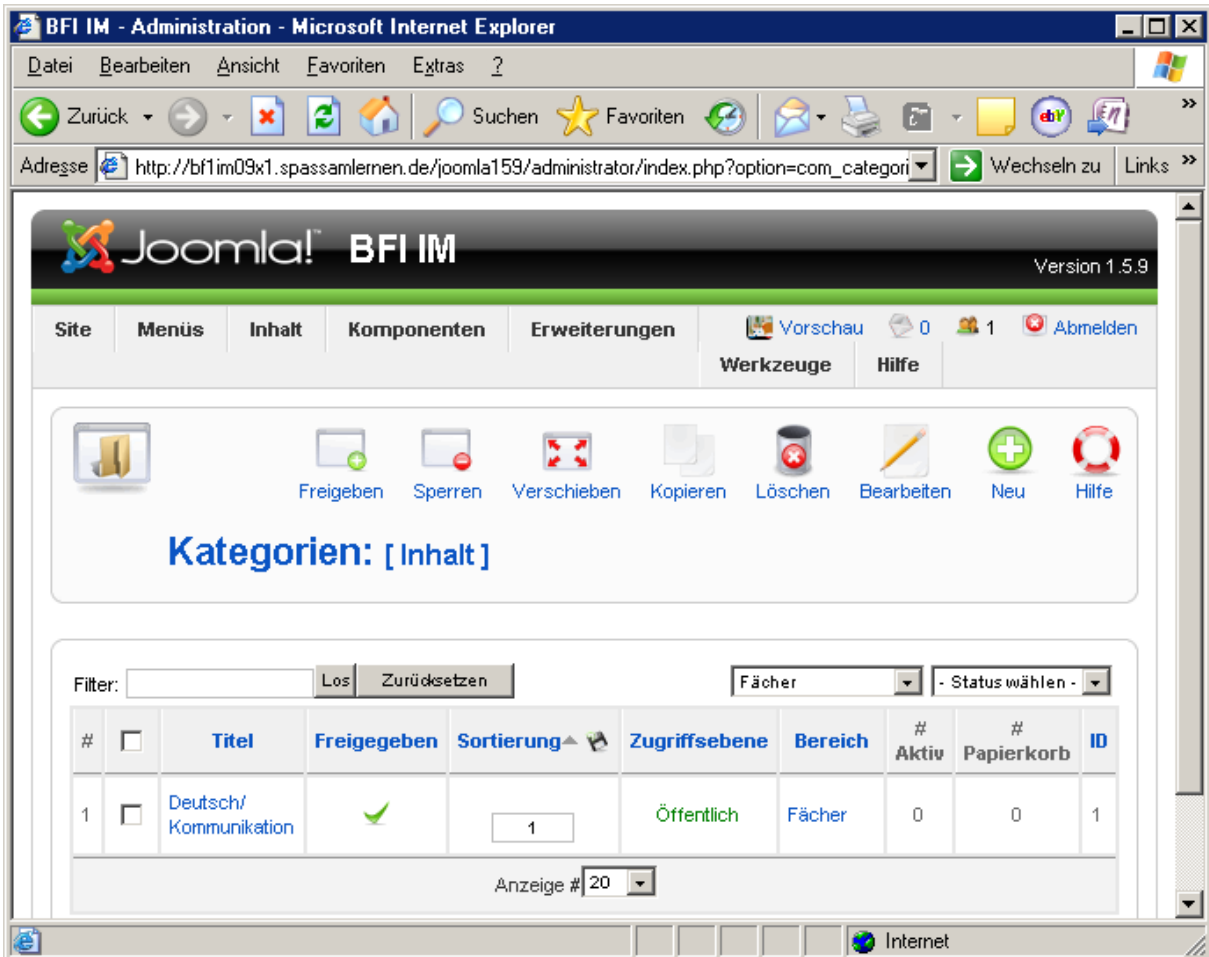 BFI IM - Administration - Microsoft Internet Explorer
Datei Bearbeiten Ansicht Favoriten Extras ?
Zurück Suchen Favoriten ebY »
Adresse http://bf1im09x1.spassamlernen.de/joomla159/administrator/index.php?option=com_categori Wechseln zu Links »
Joomla!™ BFI IM
Version 1.5.9
Site Menüs Inhalt Komponenten Erweiterungen Vorschau 0 1 Abmelden
Werkzeuge Hilfe
Freigeben Sperren Verschieben Kopieren Löschen Bearbeiten Neu Hilfe
Kategorien: [ Inhalt ]
Filter: Los Zurücksetzen Fächer - Status wählen -
# Titel Freigegeben Sortierung Zugriffsebene Bereich # Aktiv # Papierkorb ID
1 Deutsch/ Kommunikation 1 Öffentlich Fächer 0 0 1
Anzeige # 20
Internet